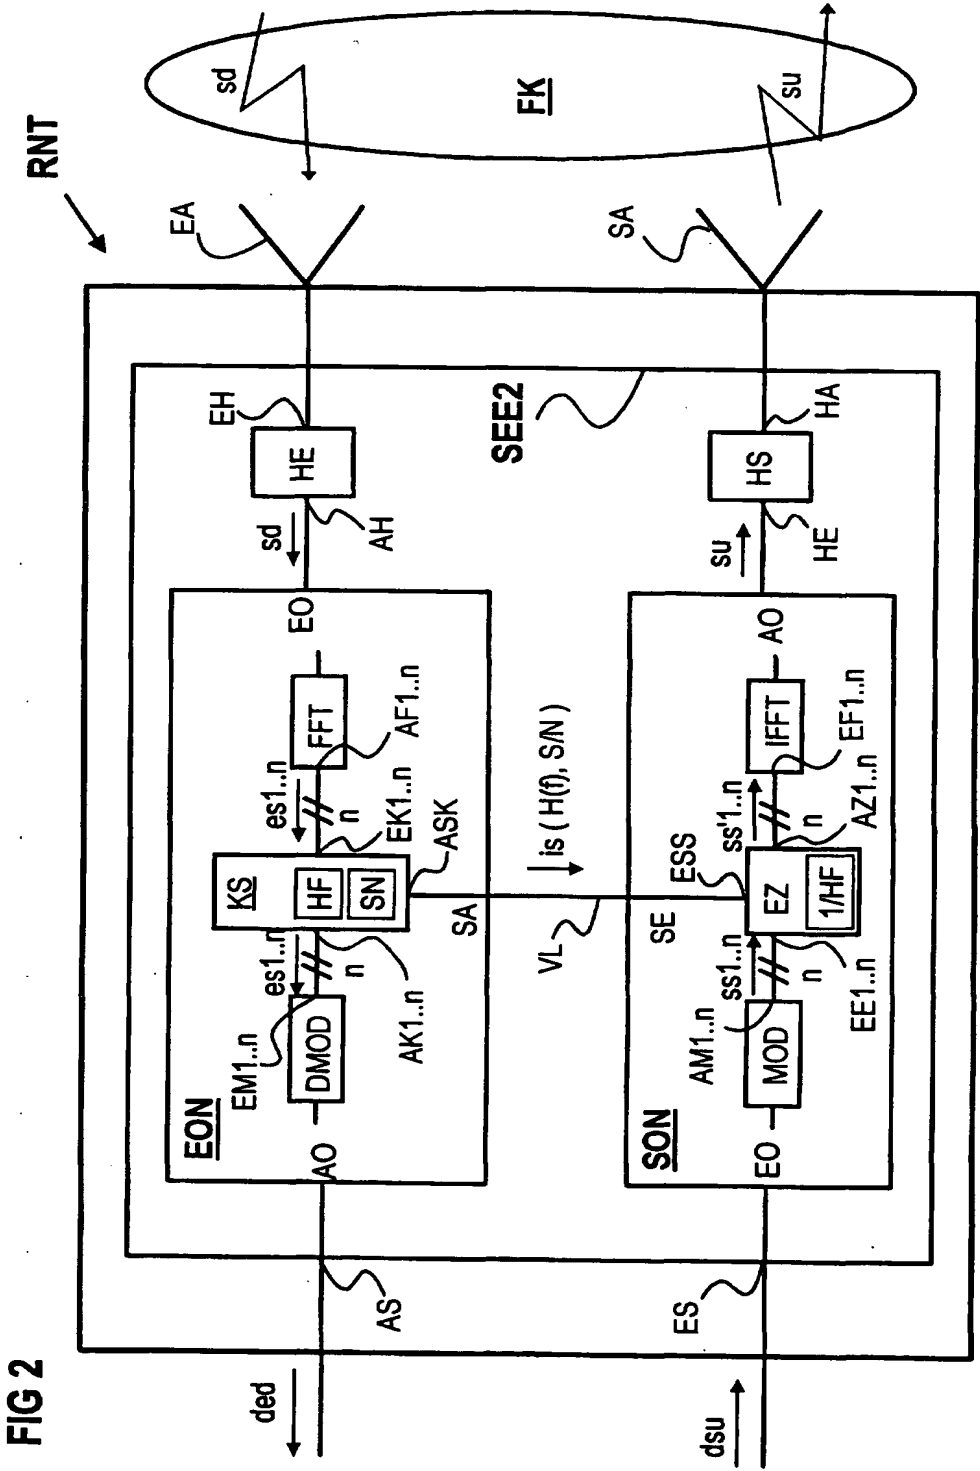 FIG 2
RNT
sd
FK
su
EA
SA
EH
HE
AH
sd
SEE2
HA
HS
HE
su
EON
EO
FFT
AF1..n
es1..n
n
EK1..n
KS
HF
SN
ASK
es1..n
n
AK1..n
EM1..n
DMOD
AO
SA
is ( H(f), S/N )
VL
SE
ESS
SON
AO
IFFT
EF1..n
ss'1..n
n
AZ1..n
EZ
1/HF
ss1..n
n
EE1..n
AM1..n
MOD
EO
AS
ES
ded
dsu